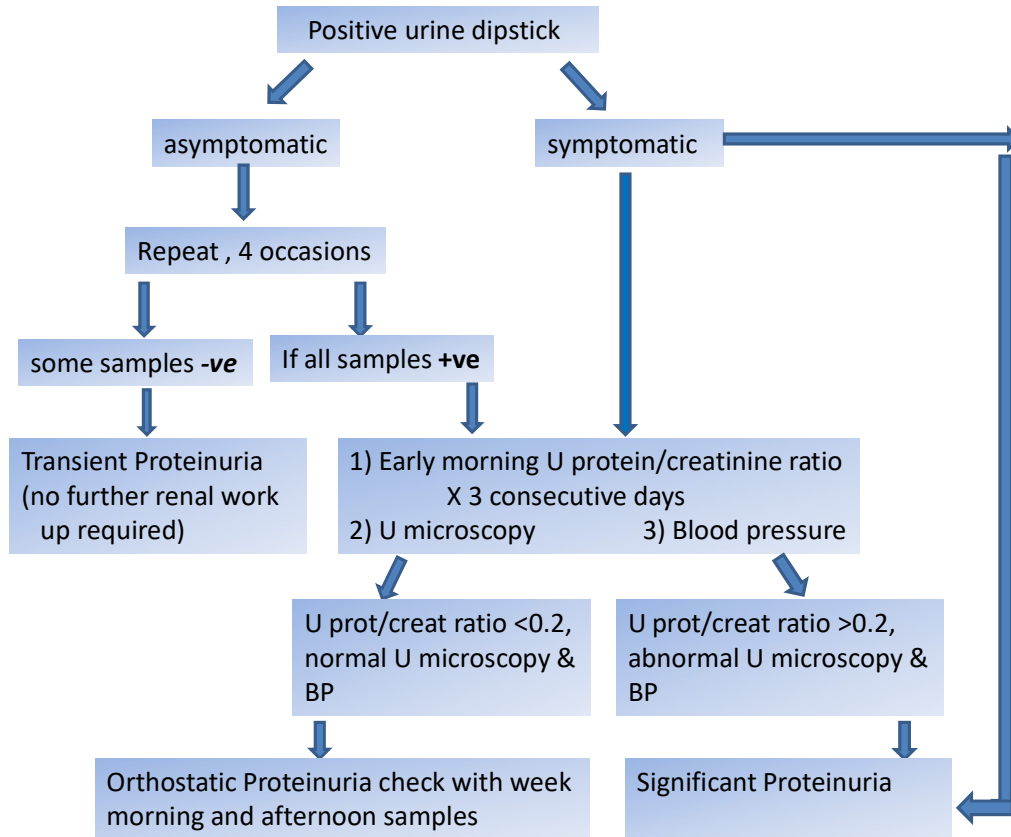 Positive urine dipstick
asymptomatic
symptomatic
Repeat , 4 occasions
some samples -ve
If all samples +ve
Transient Proteinuria
(no further renal work
up required)
1) Early morning U protein/creatinine ratio
X 3 consecutive days
2) U microscopy 3) Blood pressure
U prot/creat ratio <0.2,
normal U microscopy &
BP
U prot/creat ratio >0.2,
abnormal U microscopy &
BP
Orthostatic Proteinuria check with week
morning and afternoon samples
Significant Proteinuria